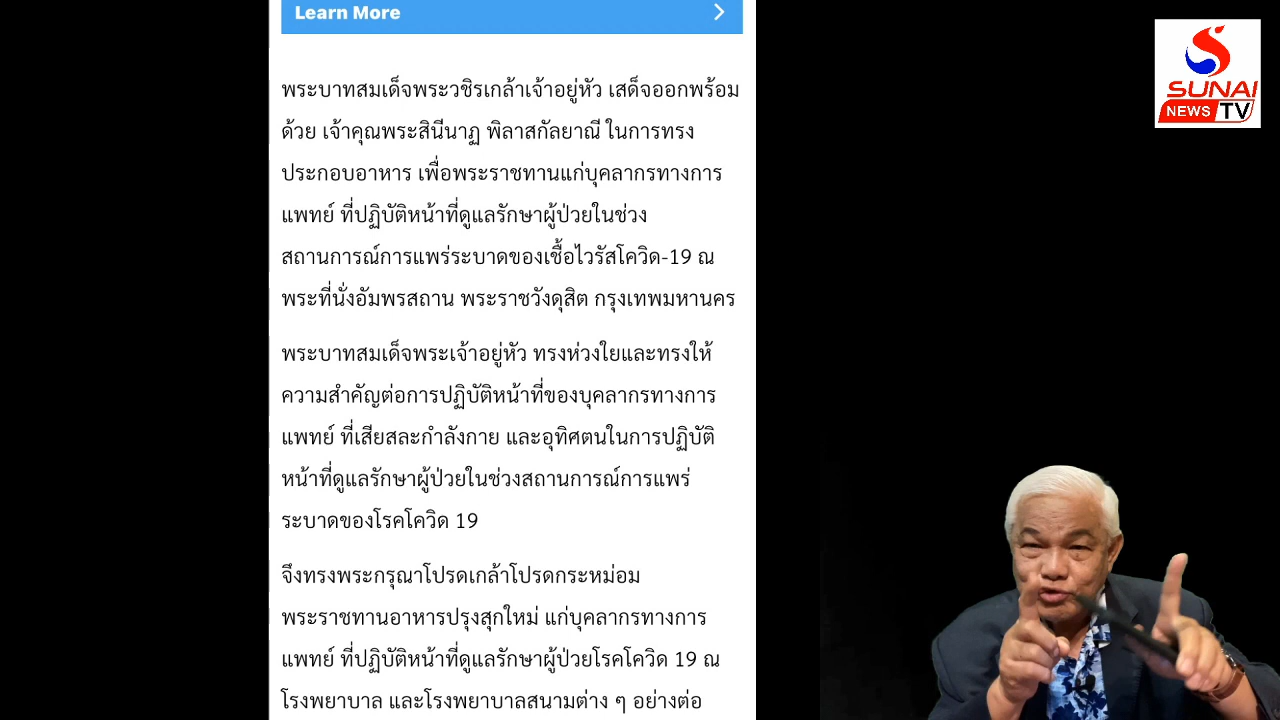 Learn More
SUNAI
NEWS TV
พระบาทสมเด็จพระวชิรเกล้าเจ้าอยู่หัว เสด็จออกพร้อม
ด้วย เจ้าคุณพระสินีนาฏ พิลาสกัลยาณี ในการทรง
ประกอบอาหาร เพื่อพระราชทานแก่บุคลากรทางการ
แพทย์ ที่ปฏิบัติหน้าที่ดูแลรักษาผู้ป่วยในช่วง
สถานการณ์การแพร่ระบาดของเชื้อไวรัสโควิด-19 ณ
พระที่นั่งอัมพรสถาน พระราชวังดุสิต กรุงเทพมหานคร
พระบาทสมเด็จพระเจ้าอยู่หัว ทรงห่วงใยและทรงให้
ความสำคัญต่อการปฏิบัติหน้าที่ของบุคลากรทางการ
แพทย์ ที่เสียสละกำลังกาย และอุทิศตนในการปฏิบัติ
หน้าที่ดูแลรักษาผู้ป่วยในช่วงสถานการณ์การแพร่
ระบาดของโรคโควิด 19
จึงทรงพระกรุณาโปรดเกล้าโปรดกระหม่อม
พระราชทานอาหารปรุงสุกใหม่ แก่บุคลากรทางการ
แพทย์ ที่ปฏิบัติหน้าที่ดูแลรักษาผู้ป่วยโรคโควิด 19 ณ
โรงพยาบาล และโรงพยาบาลสนามต่าง ๆ อย่างต่อ